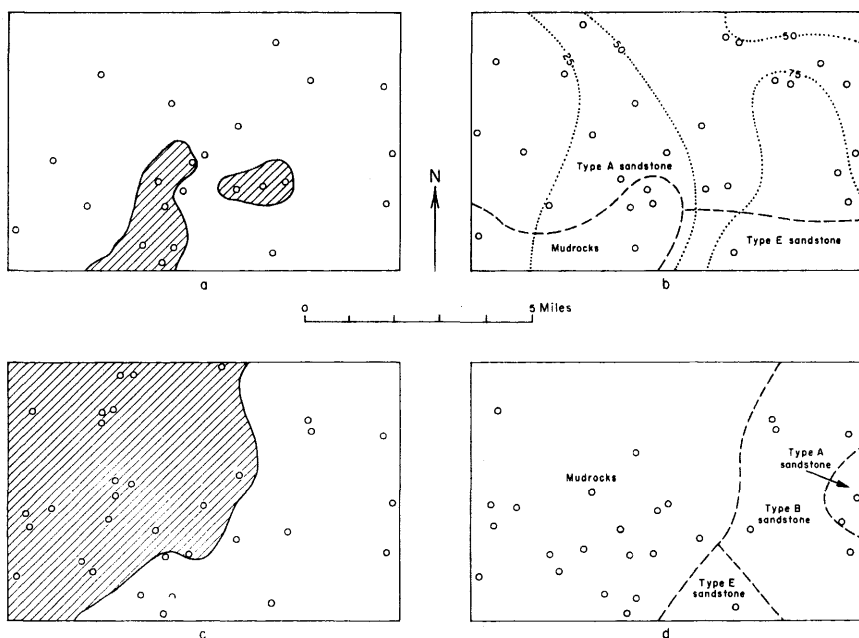 25
50
50
75
Type A sandstone
Mudrocks
Type E sandstone
a
N
b
0
5 Miles
Mudrocks
Type A
sandstone
Type B
sandstone
Type E
sandstone
c
d